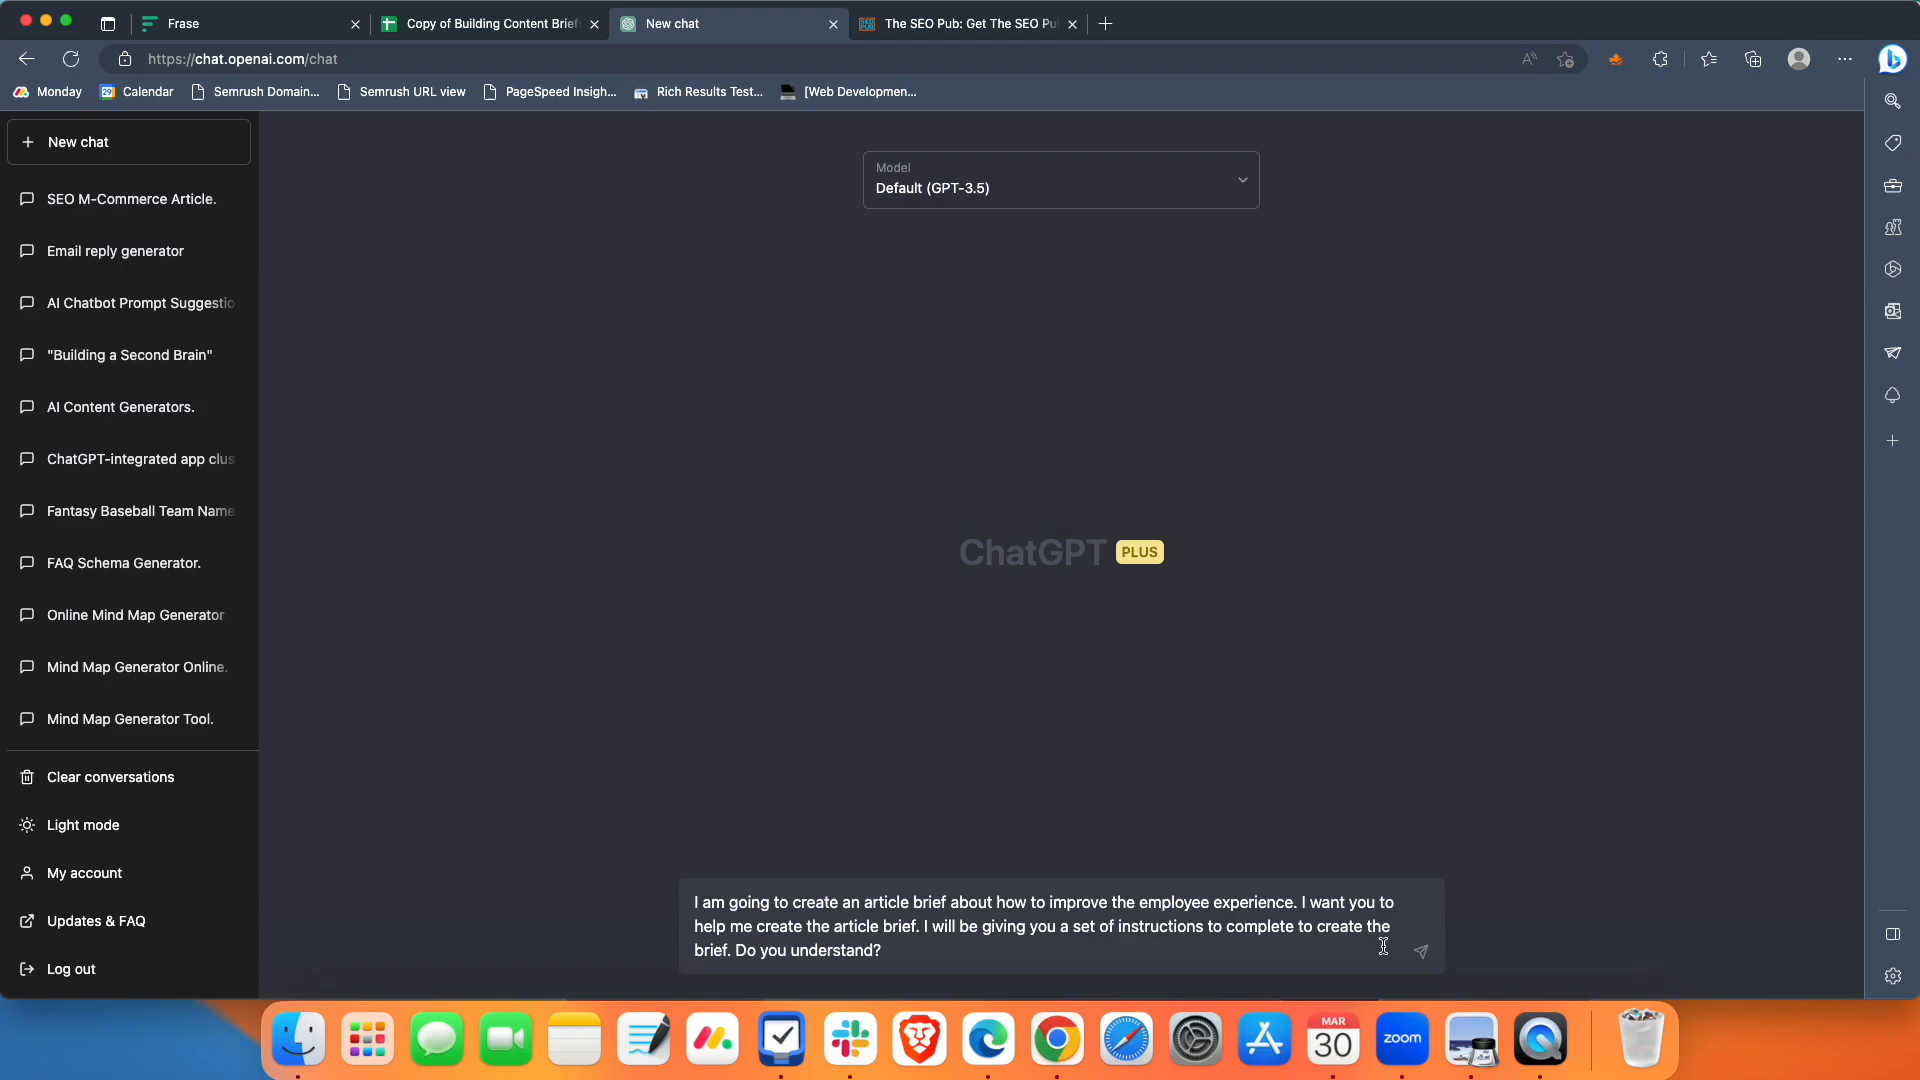 Frase
Copy of Building Content Brief
New chat
The SEO Pub: Get The SEO Pu
https://chat.openai.com/chat
Monday
Calendar
Semrush Domain...
Semrush URL view
PageSpeed Insigh...
Rich Results Test...
[Web Developmen...
New chat
SEO M-Commerce Article.
Email reply generator
AI Chatbot Prompt Suggestio
"Building a Second Brain"
AI Content Generators.
ChatGPT-integrated app clus
Fantasy Baseball Team Name
FAQ Schema Generator.
Online Mind Map Generator
Mind Map Generator Online.
Mind Map Generator Tool.
Clear conversations
Light mode
My account
Updates & FAQ
Log out
Model
Default (GPT-3.5)
ChatGPT PLUS
I am going to create an article brief about how to improve the employee experience. I want you to
help me create the article brief. I will be giving you a set of instructions to complete to create the
brief. Do you understand?
MAR
30
zoom